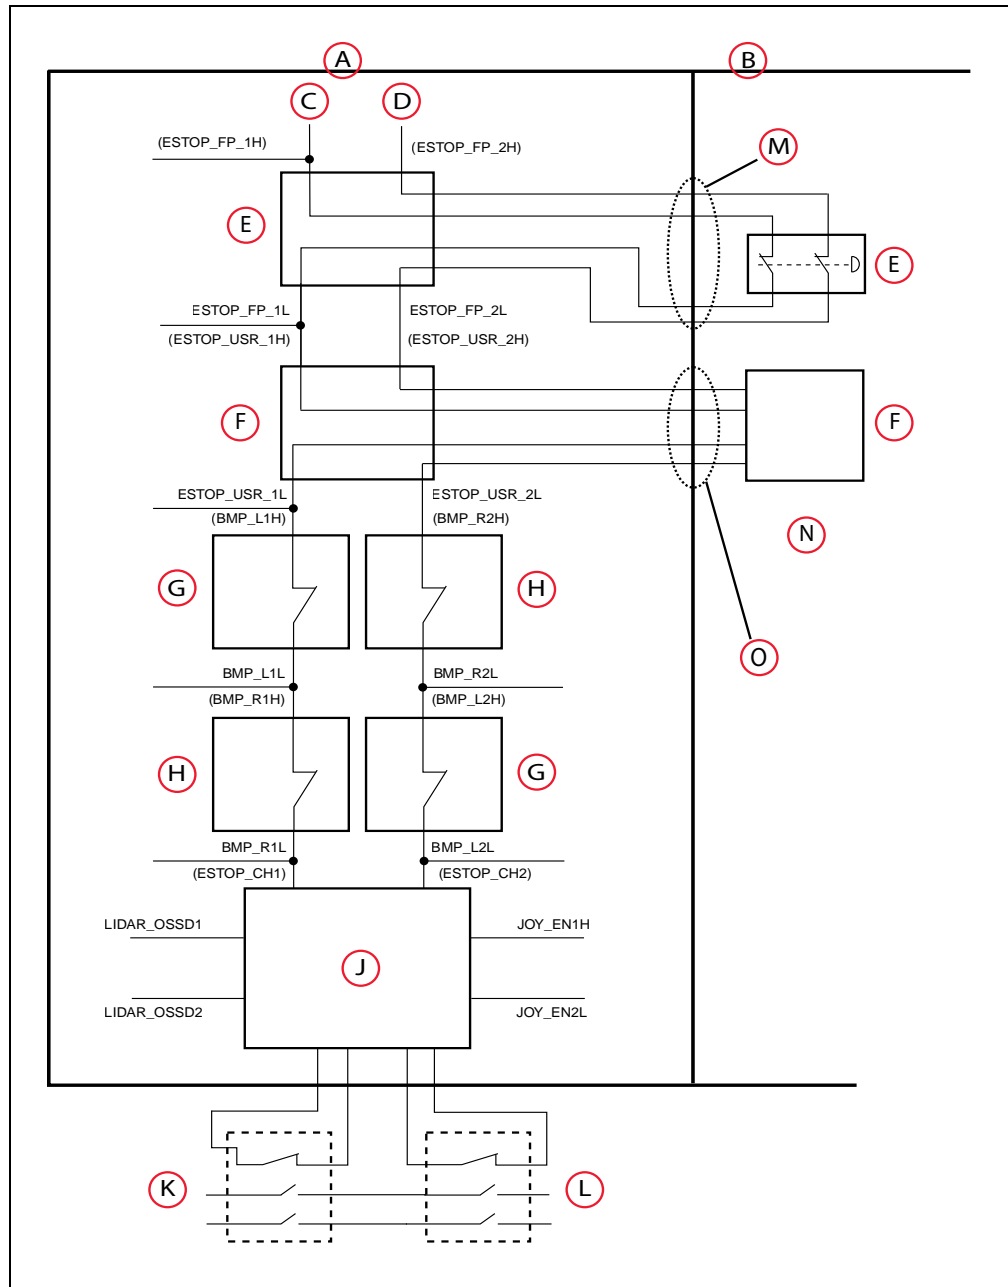 A
B
C
D
(ESTOP_FP_1H)
(ESTOP_FP_2H)
M
E
E
ESTOP_FP_1L
ESTOP_FP_2L
(ESTOP_USR_1H)
(ESTOP_USR_2H)
F
F
ESTOP_USR_1L
ESTOP_USR_2L
(BMP_L1H)
(BMP_R2H)
N
G
H
O
BMP_L1L
BMP_R2L
(BMP_R1H)
(BMP_L2H)
H
G
BMP_R1L
BMP_L2L
(ESTOP_CH1)
(ESTOP_CH2)
LIDAR_OSSD1
JOY_EN1H
J
LIDAR_OSSD2
JOY_EN2L
K
L